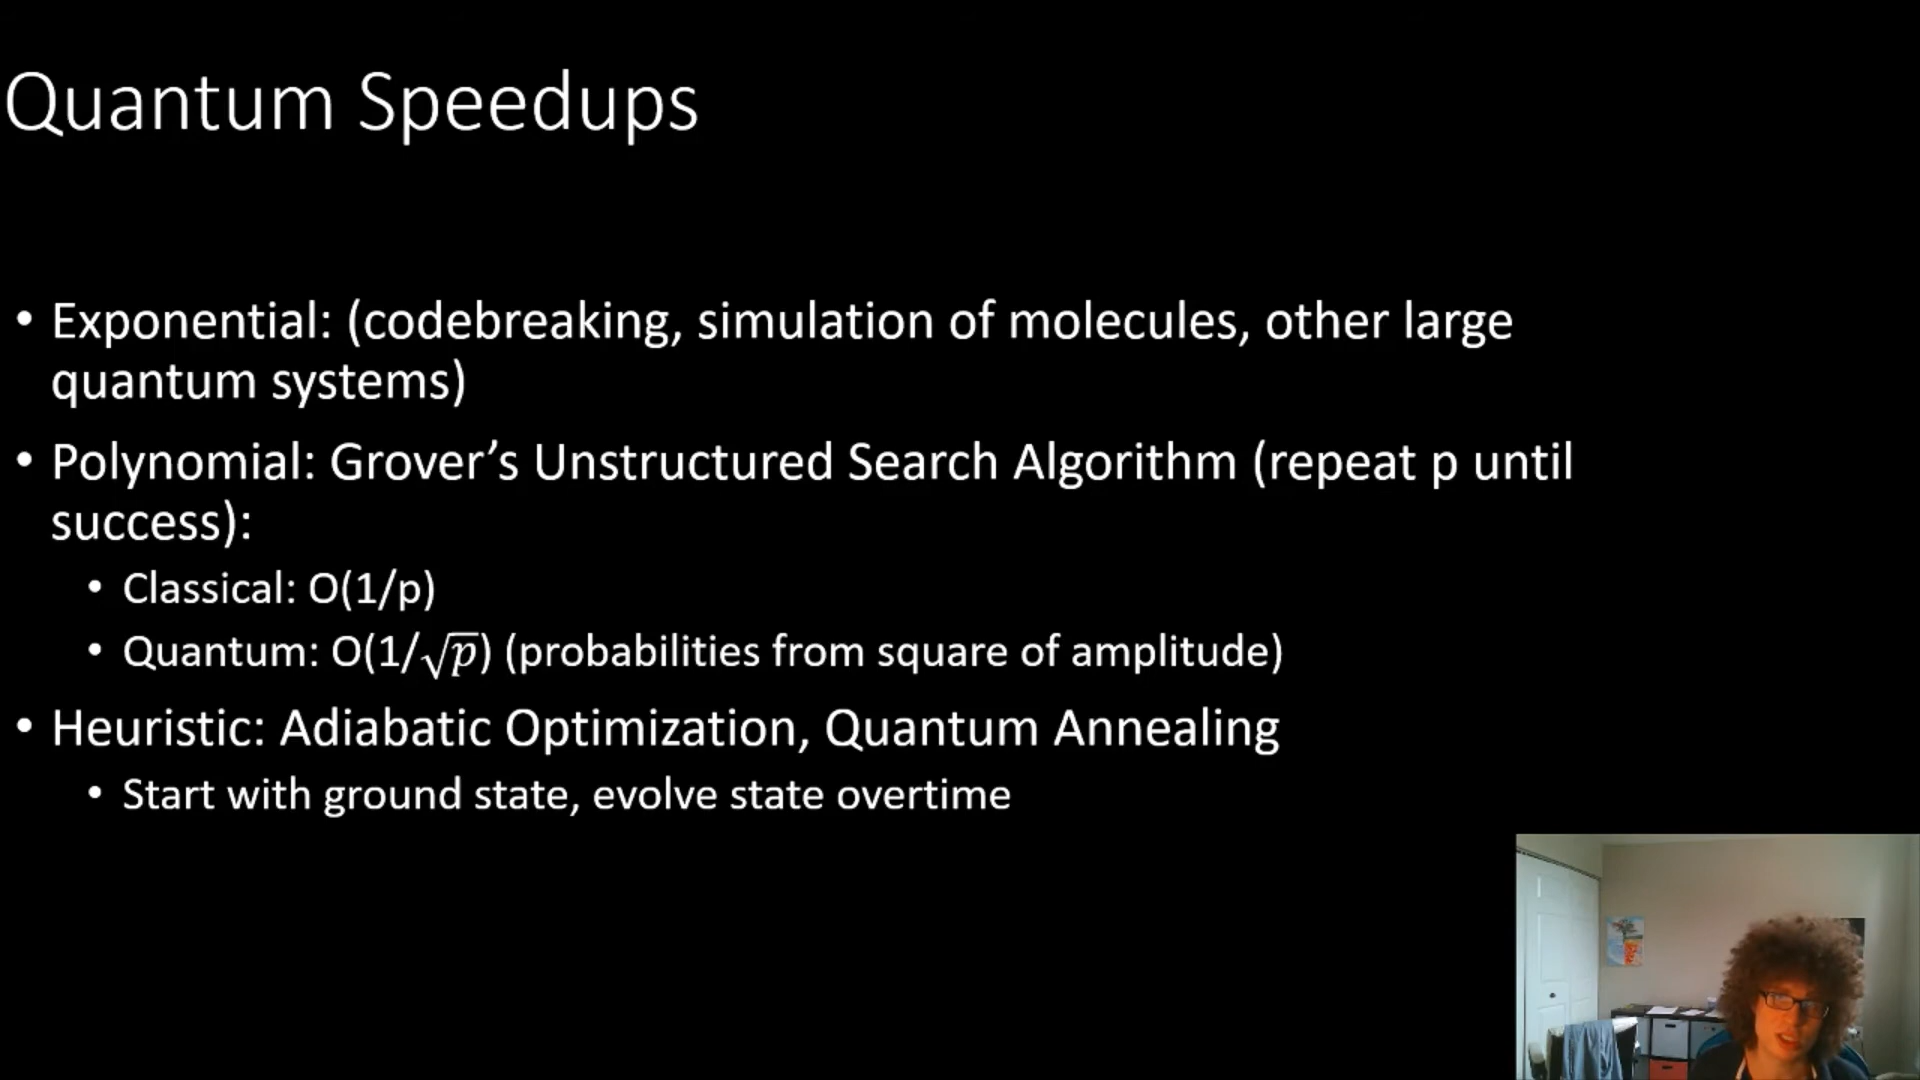 Quantum Speedups
• Exponential: (codebreaking, simulation of molecules, other large
quantum systems)
• Polynomial: Grover’s Unstructured Search Algorithm (repeat p until
success):
• Classical: O(1/p)
• Quantum: O(1/√p) (probabilities from square of amplitude)
• Heuristic: Adiabatic Optimization, Quantum Annealing
• Start with ground state, evolve state overtime